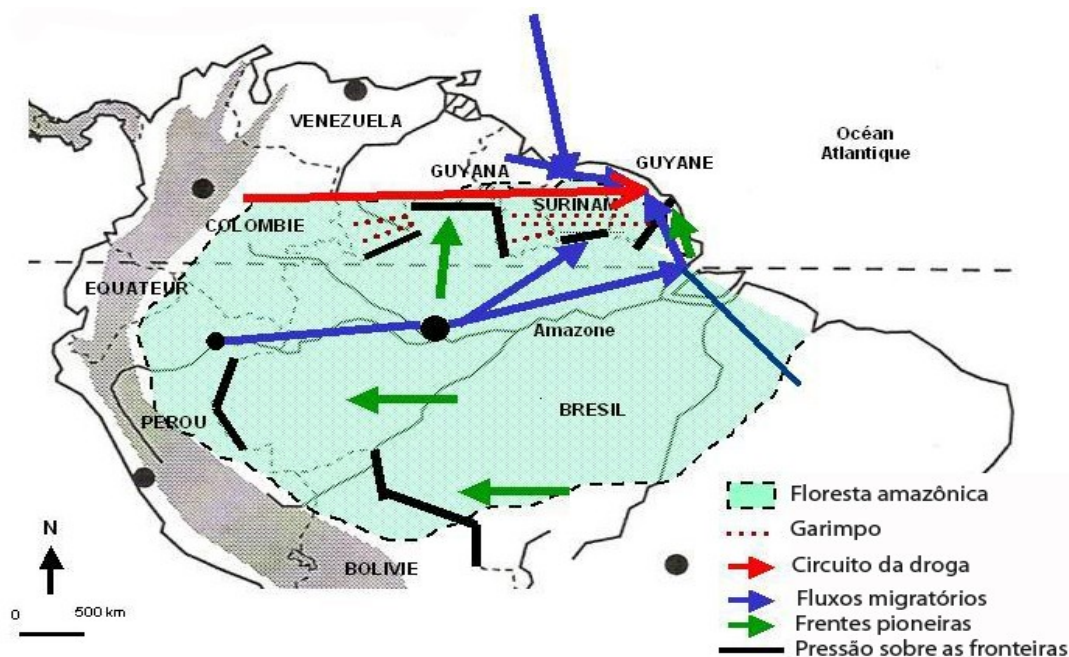 VENEZUELA
Océan
Atlantique
GUYANA
GUYANE
SURINAM
COLOMBIE
EQUATEUR
Amazone
PEROU
BRESIL
BOLIVIE
N
0 500 km
Floresta amazônica
Garimpo
Circuito da droga
Fluxos migratórios
Frentes pioneiras
Pressão sobre as fronteiras